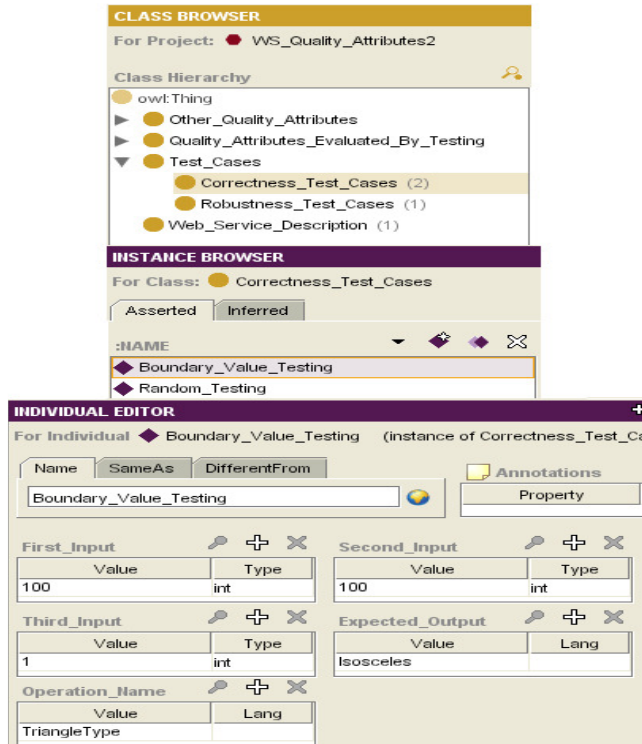 CLASS BROWSER
For Project: WS_Quality_Attributes2
Class Hierarchy
owl:Thing
Other_Quality_Attributes
Quality_Attributes_Evaluated_By_Testing
Test_Cases
Correctness_Test_Cases (2)
Robustness_Test_Cases (1)
Web_Service_Description (1)
INSTANCE BROWSER
For Class: Correctness_Test_Cases
Asserted Inferred
:NAME
Boundary_Value_Testing
Random_Testing
INDIVIDUAL EDITOR
For Individual Boundary_Value_Testing (instance of Correctness_Test_Ca
Name SameAs DifferentFrom Annotations
Boundary_Value_Testing Property
First_Input Second_Input
Value Type Value Type
100 int 100 int
Third_Input Expected_Output
Value Type Value Lang
1 int Isosceles
Operation_Name
Value Lang
TriangleType